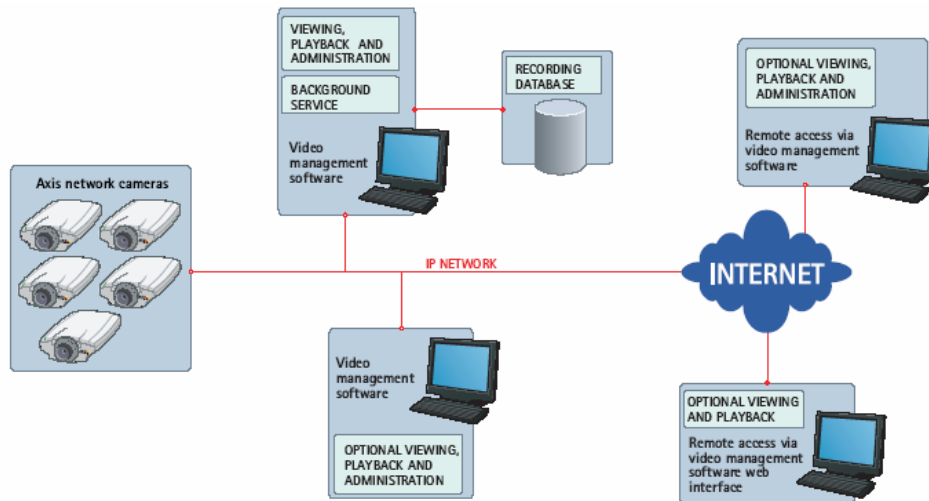 VIEWING,
PLAYBACK AND
ADMINISTRATION
BACKGROUND
SERVICE
Video
management
software
RECORDING
DATABASE
OPTIONAL VIEWING,
PLAYBACK AND
ADMINISTRATION
Remote access via
video management
software
Axis network cameras
IP NETWORK
INTERNET
Video
management
software
OPTIONAL VIEWING,
PLAYBACK AND
ADMINISTRATION
OPTIONAL VIEWING
AND PLAYBACK
Remote access via
video management
software web
interface